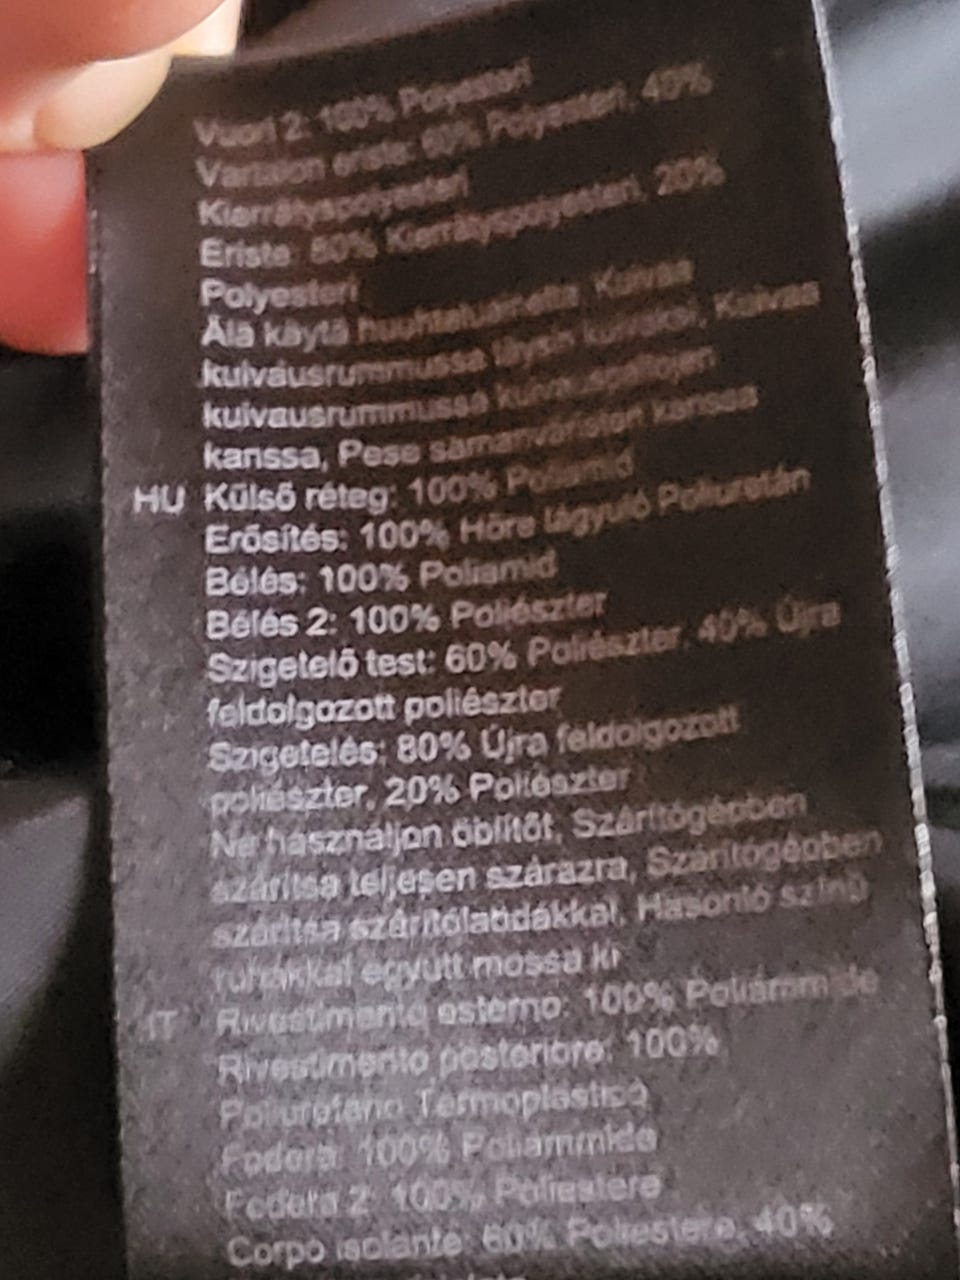 Vuori 2: 100% Polyesteri
Vartalon eriste: 60% Polyesteri, 40%
Kierrätyspolyesteri
Eriste: 80% Kierrätyspolyesteri, 20%
Polyesteri
Älä käytä huuhteluainetta, Kuivaa
kuivausrummussa täysin kuivaksi, Kuivaa
kuivausrummussa kuivauspallojen
kanssa, Pese samanväristen kanssa
HU Külső réteg: 100% Poliamid
Erősítés: 100% Hőre lágyuló Poliuretán
Bélés: 100% Poliamid
Bélés 2: 100% Poliészter
Szigetelő test: 60% Poliészter, 40% Újra
feldolgozott poliészter
Szigetelés: 80% Újra feldolgozott
poliészter, 20% Poliészter
Ne használjon öblítőt, Szárítógépben
szárítsa teljesen szárazra, Szárítógépben
szárítsa szárítólabdákkal, Hasonló színű
ruhákkal együtt mossa ki
IT Rivestimento esterno: 100% Poliammide
Rivestimento posteriore: 100%
Poliuretano Termoplastico
Fodera: 100% Poliammide
Fodera 2: 100% Poliestere
Corpo isolante: 60% Poliestere, 40%